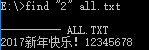 E:\>find "2" all.txt
---------- ALL.TXT
2017新年快乐！12345678